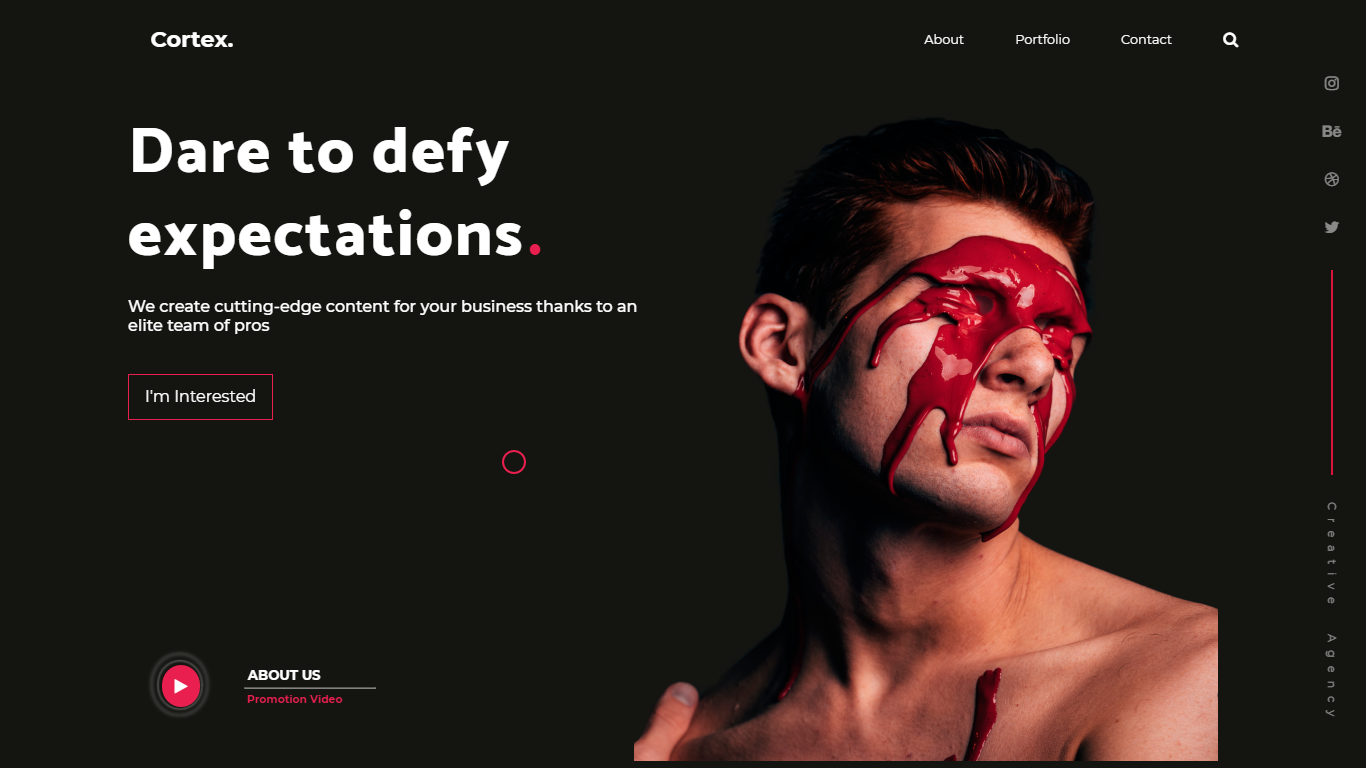 Cortex.
About
Portfolio
Contact
Bē
Dare to defy
expectations.
We create cutting-edge content for your business thanks to an
elite team of pros
I'm Interested
ABOUT US
Promotion Video
Creative Agency